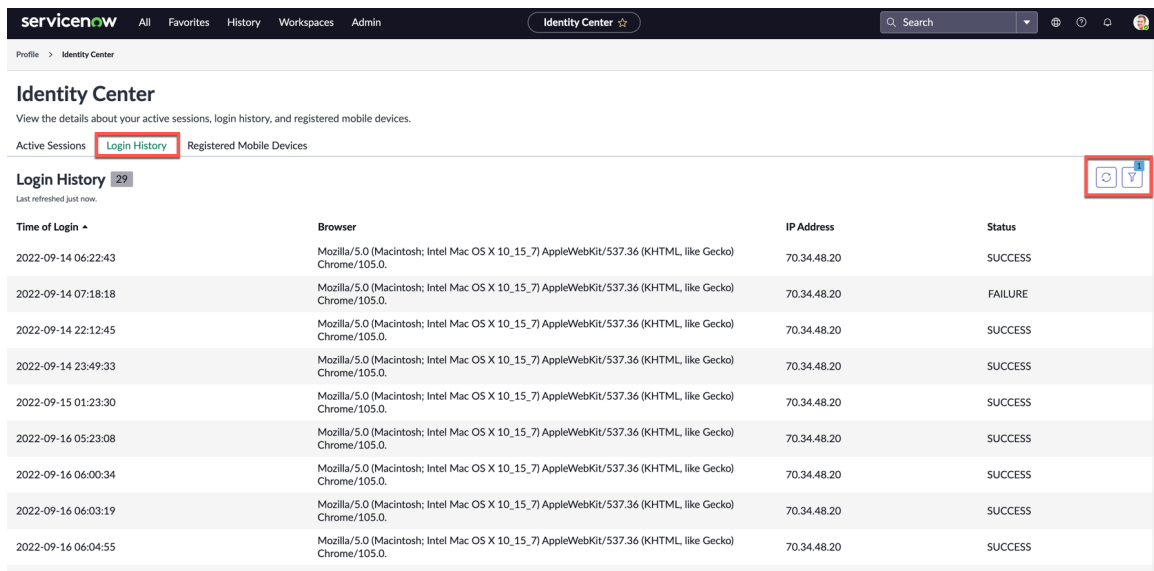 servicenow All Favorites History Workspaces Admin Identity Center Search
Profile > Identity Center
Identity Center
View the details about your active sessions, login history, and registered mobile devices.
Active Sessions Login History Registered Mobile Devices
1
Login History 29
Last refreshed just now.
Time of Login Browser IP Address Status
2022-09-14 06:22:43 Mozilla/5.0 (Macintosh; Intel Mac OS X 10_15_7) AppleWebKit/537.36 (KHTML, like Gecko) 70.34.48.20 SUCCESS
Chrome/105.0.
2022-09-14 07:18:18 Mozilla/5.0 (Macintosh; Intel Mac OS X 10_15_7) AppleWebKit/537.36 (KHTML, like Gecko) 70.34.48.20 FAILURE
Chrome/105.0.
2022-09-14 22:12:45 Mozilla/5.0 (Macintosh; Intel Mac OS X 10_15_7) AppleWebKit/537.36 (KHTML, like Gecko) 70.34.48.20 SUCCESS
Chrome/105.0.
2022-09-14 23:49:33 Mozilla/5.0 (Macintosh; Intel Mac OS X 10_15_7) AppleWebKit/537.36 (KHTML, like Gecko) 70.34.48.20 SUCCESS
Chrome/105.0.
2022-09-15 01:23:30 Mozilla/5.0 (Macintosh; Intel Mac OS X 10_15_7) AppleWebKit/537.36 (KHTML, like Gecko) 70.34.48.20 SUCCESS
Chrome/105.0.
2022-09-16 05:23:08 Mozilla/5.0 (Macintosh; Intel Mac OS X 10_15_7) AppleWebKit/537.36 (KHTML, like Gecko) 70.34.48.20 SUCCESS
Chrome/105.0.
2022-09-16 06:00:34 Mozilla/5.0 (Macintosh; Intel Mac OS X 10_15_7) AppleWebKit/537.36 (KHTML, like Gecko) 70.34.48.20 SUCCESS
Chrome/105.0.
2022-09-16 06:03:19 Mozilla/5.0 (Macintosh; Intel Mac OS X 10_15_7) AppleWebKit/537.36 (KHTML, like Gecko) 70.34.48.20 SUCCESS
Chrome/105.0.
2022-09-16 06:04:55 Mozilla/5.0 (Macintosh; Intel Mac OS X 10_15_7) AppleWebKit/537.36 (KHTML, like Gecko) 70.34.48.20 SUCCESS
Chrome/105.0.